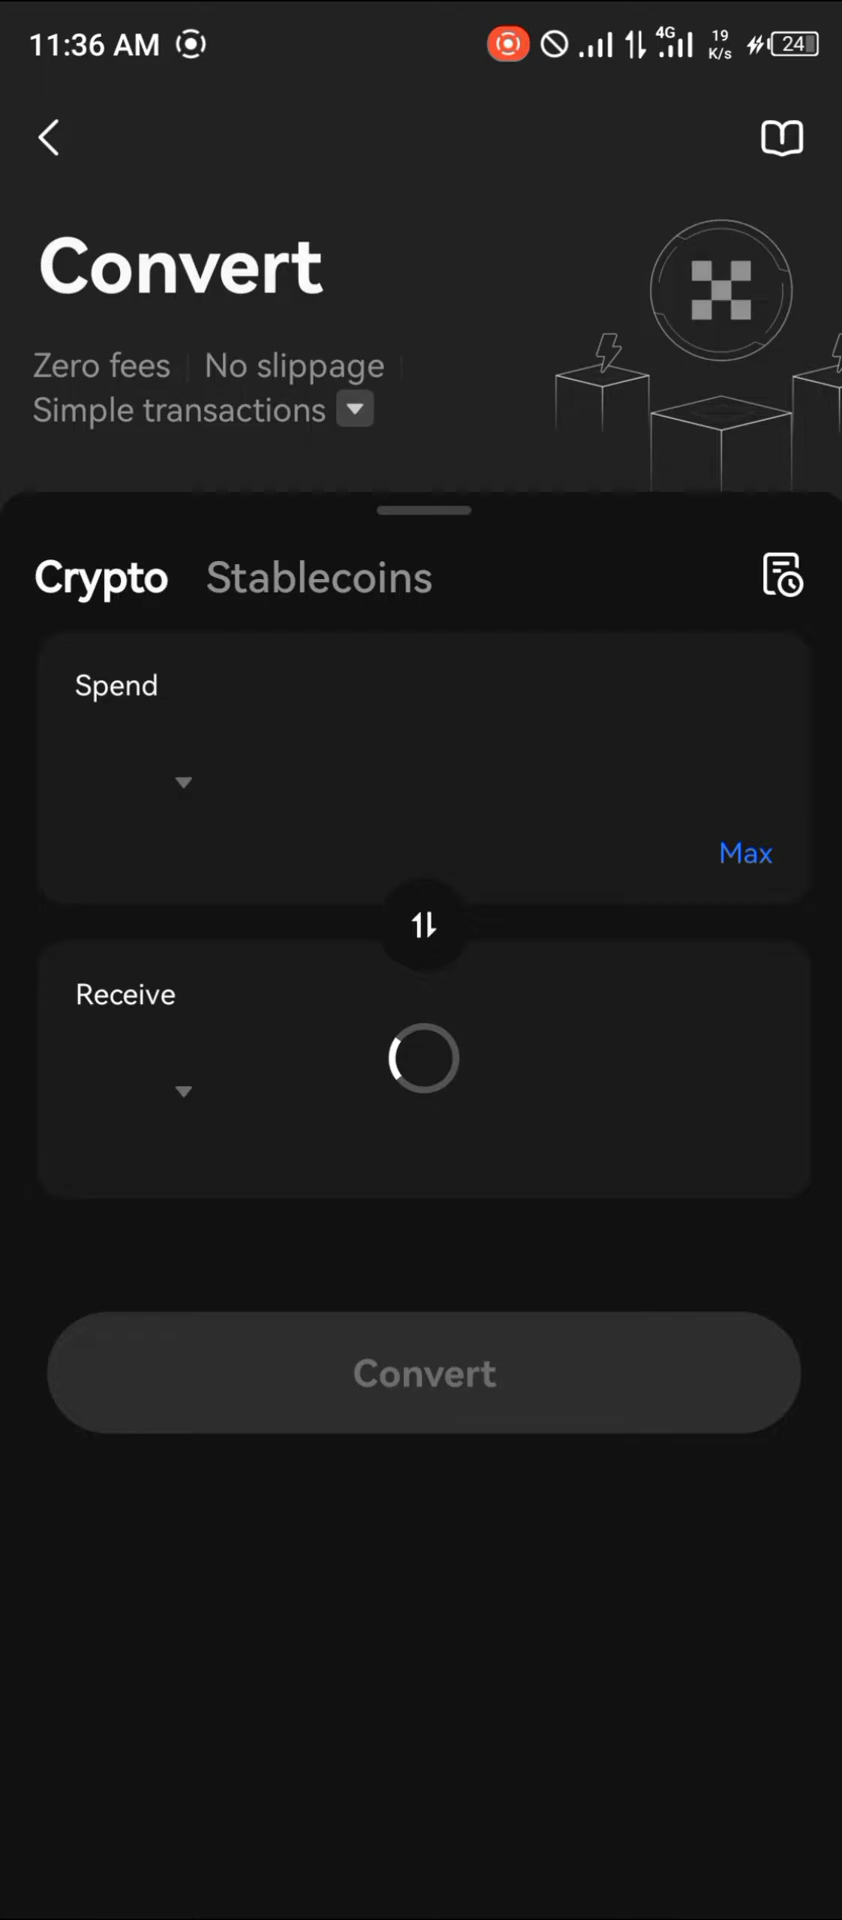 11:36 AM
4G
19
K/s
24
Convert
Zero fees
No slippage
Simple transactions
Crypto
Stablecoins
Spend
Max
Receive
Convert